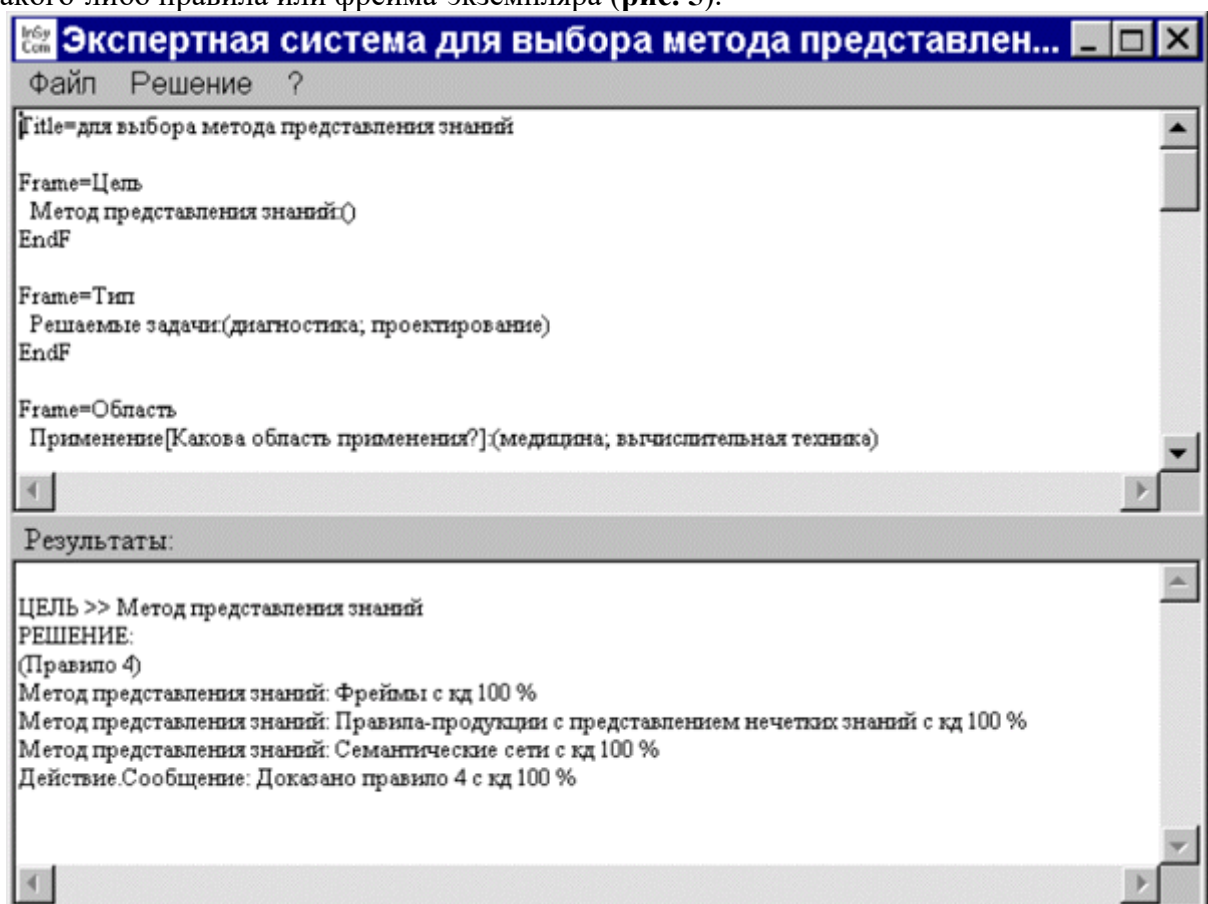 какого-либо правила или фрейма-экземпляра (рис. 3).
InSy Com Экспертная система для выбора метода представлен...
Файл Решение ?
Title=для выбора метода представления знаний
Frame=Цель
Метод представления знаний:()
EndF
Frame=Тип
Решаемые задачи:(диагностика; проектирование)
EndF
Frame=Область
Применение[Какова область применения?]:(медицина; вычислительная техника)
Результаты:
ЦЕЛЬ >> Метод представления знаний
РЕШЕНИЕ:
(Правило 4)
Метод представления знаний: Фреймы с кд 100 %
Метод представления знаний: Правила-продукции с представлением нечетких знаний с кд 100 %
Метод представления знаний: Семантические сети с кд 100 %
Действие.Сообщение: Доказано правило 4 с кд 100 %